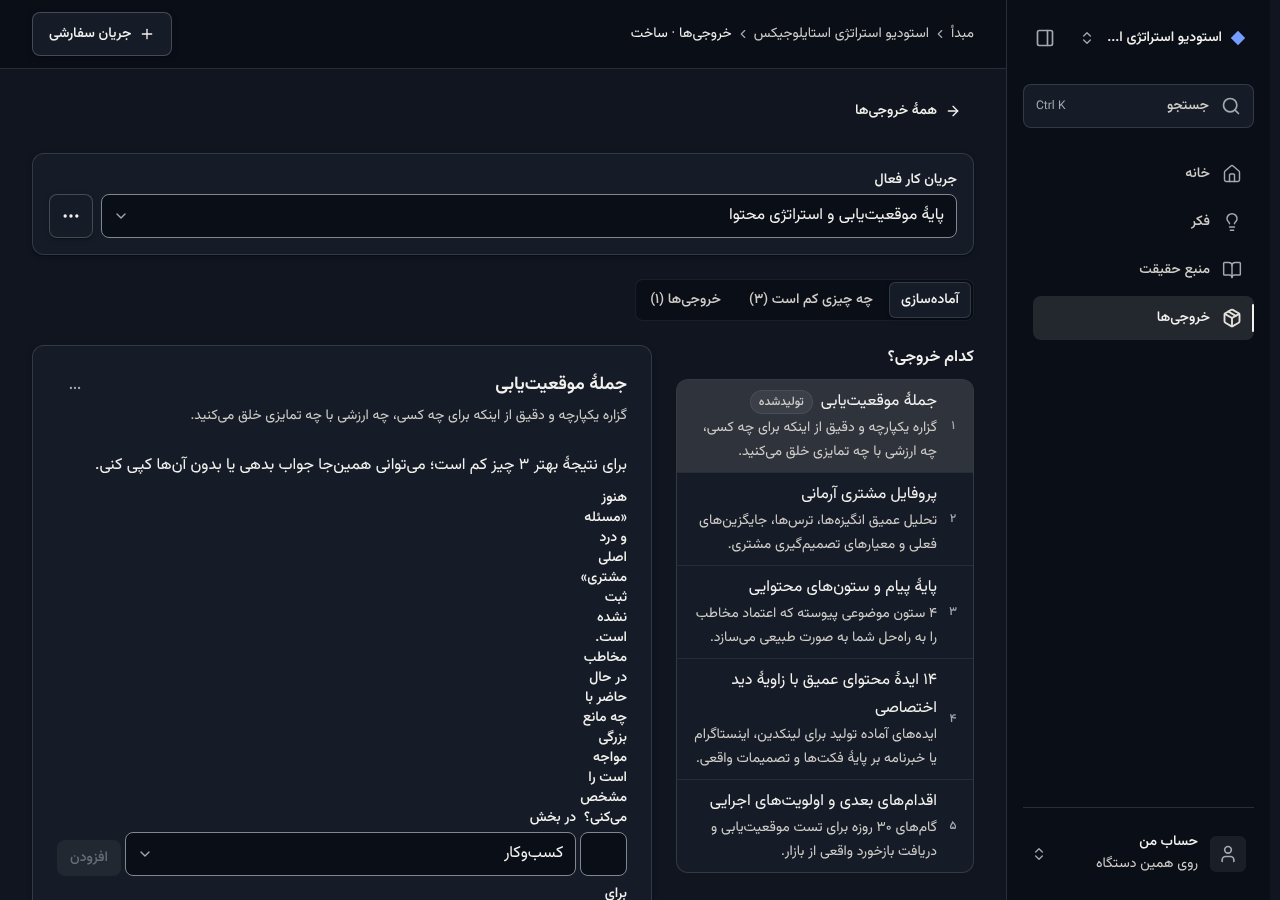 استودیو استراتژی ا...
جستجو
Ctrl K
خانه
فکر
منبع حقیقت
خروجی‌ها
حساب من
روی همین دستگاه
مبدأ › استودیو استراتژی استایلوجیکس › خروجی‌ها · ساخت
جریان سفارشی
همهٔ خروجی‌ها
جریان کار فعال
پایهٔ موقعیت‌یابی و استراتژی محتوا
آماده‌سازی
چه چیزی کم است (۳)
خروجی‌ها (۱)
کدام خروجی؟
۱
جملهٔ موقعیت‌یابی تولیدشده
گزاره یکپارچه و دقیق از اینکه برای چه کسی،
چه ارزشی با چه تمایزی خلق می‌کنید.
۲
پروفایل مشتری آرمانی
تحلیل عمیق انگیزه‌ها، ترس‌ها، جایگزین‌های
فعلی و معیارهای تصمیم‌گیری مشتری.
۳
پایهٔ پیام و ستون‌های محتوایی
۴ ستون موضوعی پیوسته که اعتماد مخاطب
را به راه‌حل شما به صورت طبیعی می‌سازد.
۴
۱۴ ایدهٔ محتوای عمیق با زاویهٔ دید
اختصاصی
ایده‌های آماده تولید برای لینکدین، اینستاگرام
یا خبرنامه بر پایهٔ فکت‌ها و تصمیمات واقعی.
۵
اقدام‌های بعدی و اولویت‌های اجرایی
گام‌های ۳۰ روزه برای تست موقعیت‌یابی و
دریافت بازخورد واقعی از بازار.
جملهٔ موقعیت‌یابی
...
گزاره یکپارچه و دقیق از اینکه برای چه کسی، چه ارزشی با چه تمایزی خلق می‌کنید.
برای نتیجهٔ بهتر ۳ چیز کم است؛ می‌توانی همین‌جا جواب بدهی یا بدون آن‌ها کپی کنی.
هنوز
«مسئله
و درد
اصلی
مشتری»
ثبت
نشده
است.
مخاطب
در حال
حاضر با
چه مانع
بزرگی
مواجه
است را
مشخص
می‌کنی؟ در بخش
کسب‌وکار
افزودن
برای